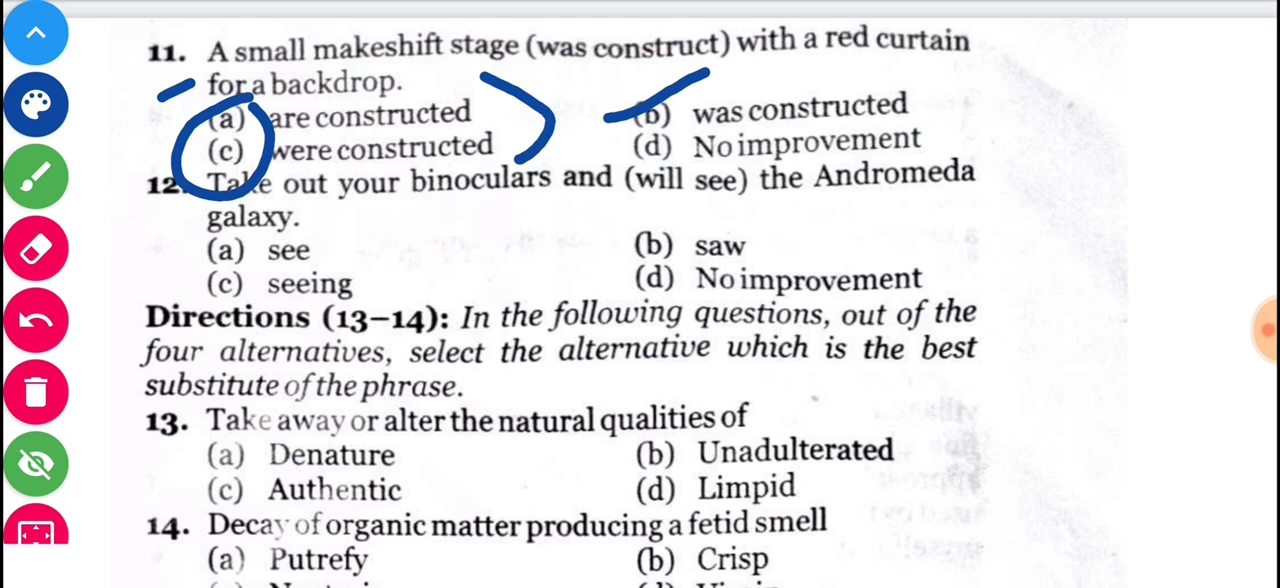 11. A small makeshift stage (was construct) with a red curtain
for a backdrop.
(a) are constructed (b) was constructed
(c) were constructed (d) No improvement
12. Take out your binoculars and (will see) the Andromeda
galaxy.
(a) see (b) saw
(c) seeing (d) No improvement
Directions (13–14): In the following questions, out of the
four alternatives, select the alternative which is the best
substitute of the phrase.
13. Take away or alter the natural qualities of
(a) Denature (b) Unadulterated
(c) Authentic (d) Limpid
14. Decay of organic matter producing a fetid smell
(a) Putrefy (b) Crisp